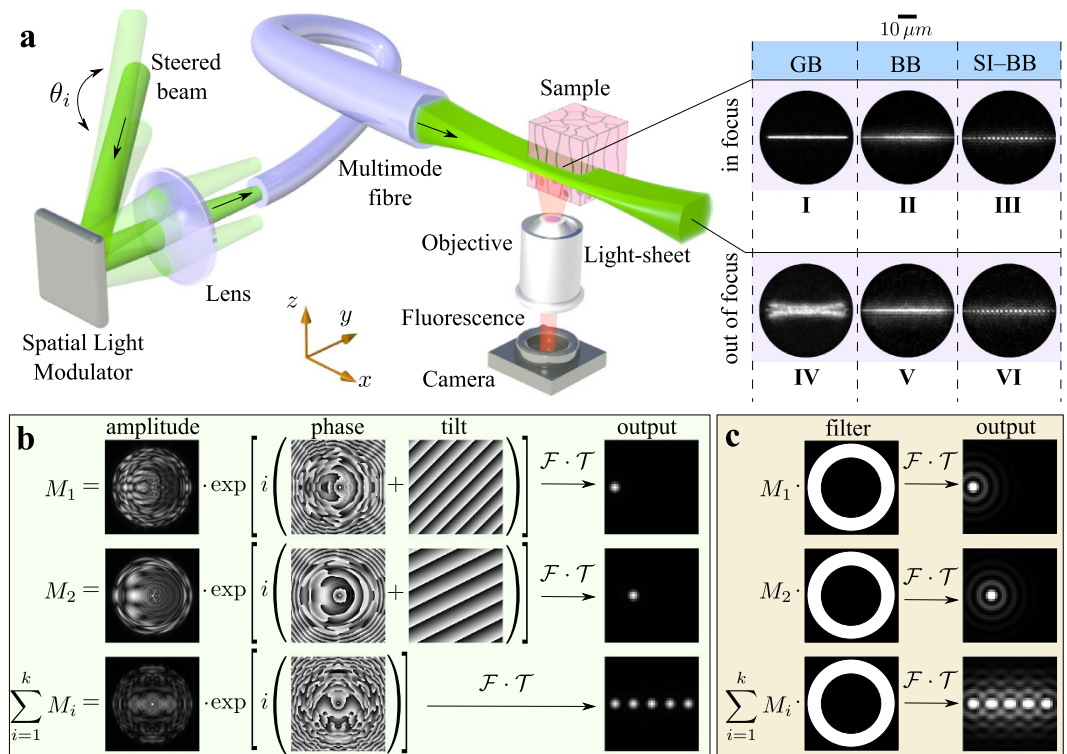 a
10 μm
θi
Steered
beam
Sample
GB
BB
SI–BB
in focus
Multimode
fibre
I
II
III
Objective
Light-sheet
Lens
out of focus
z
y
x
Fluorescence
Spatial Light
Modulator
Camera
IV
V
VI
b
amplitude
phase
tilt
output
M1 =
· exp
[ i (
+
) ]
ℱ · 𝒯
M2 =
· exp
[ i (
+
) ]
ℱ · 𝒯
k
∑ Mi =
i=1
· exp
[ i (
) ]
ℱ · 𝒯
c
filter
output
M1 ·
ℱ · 𝒯
M2 ·
ℱ · 𝒯
k
∑ Mi ·
i=1
ℱ · 𝒯